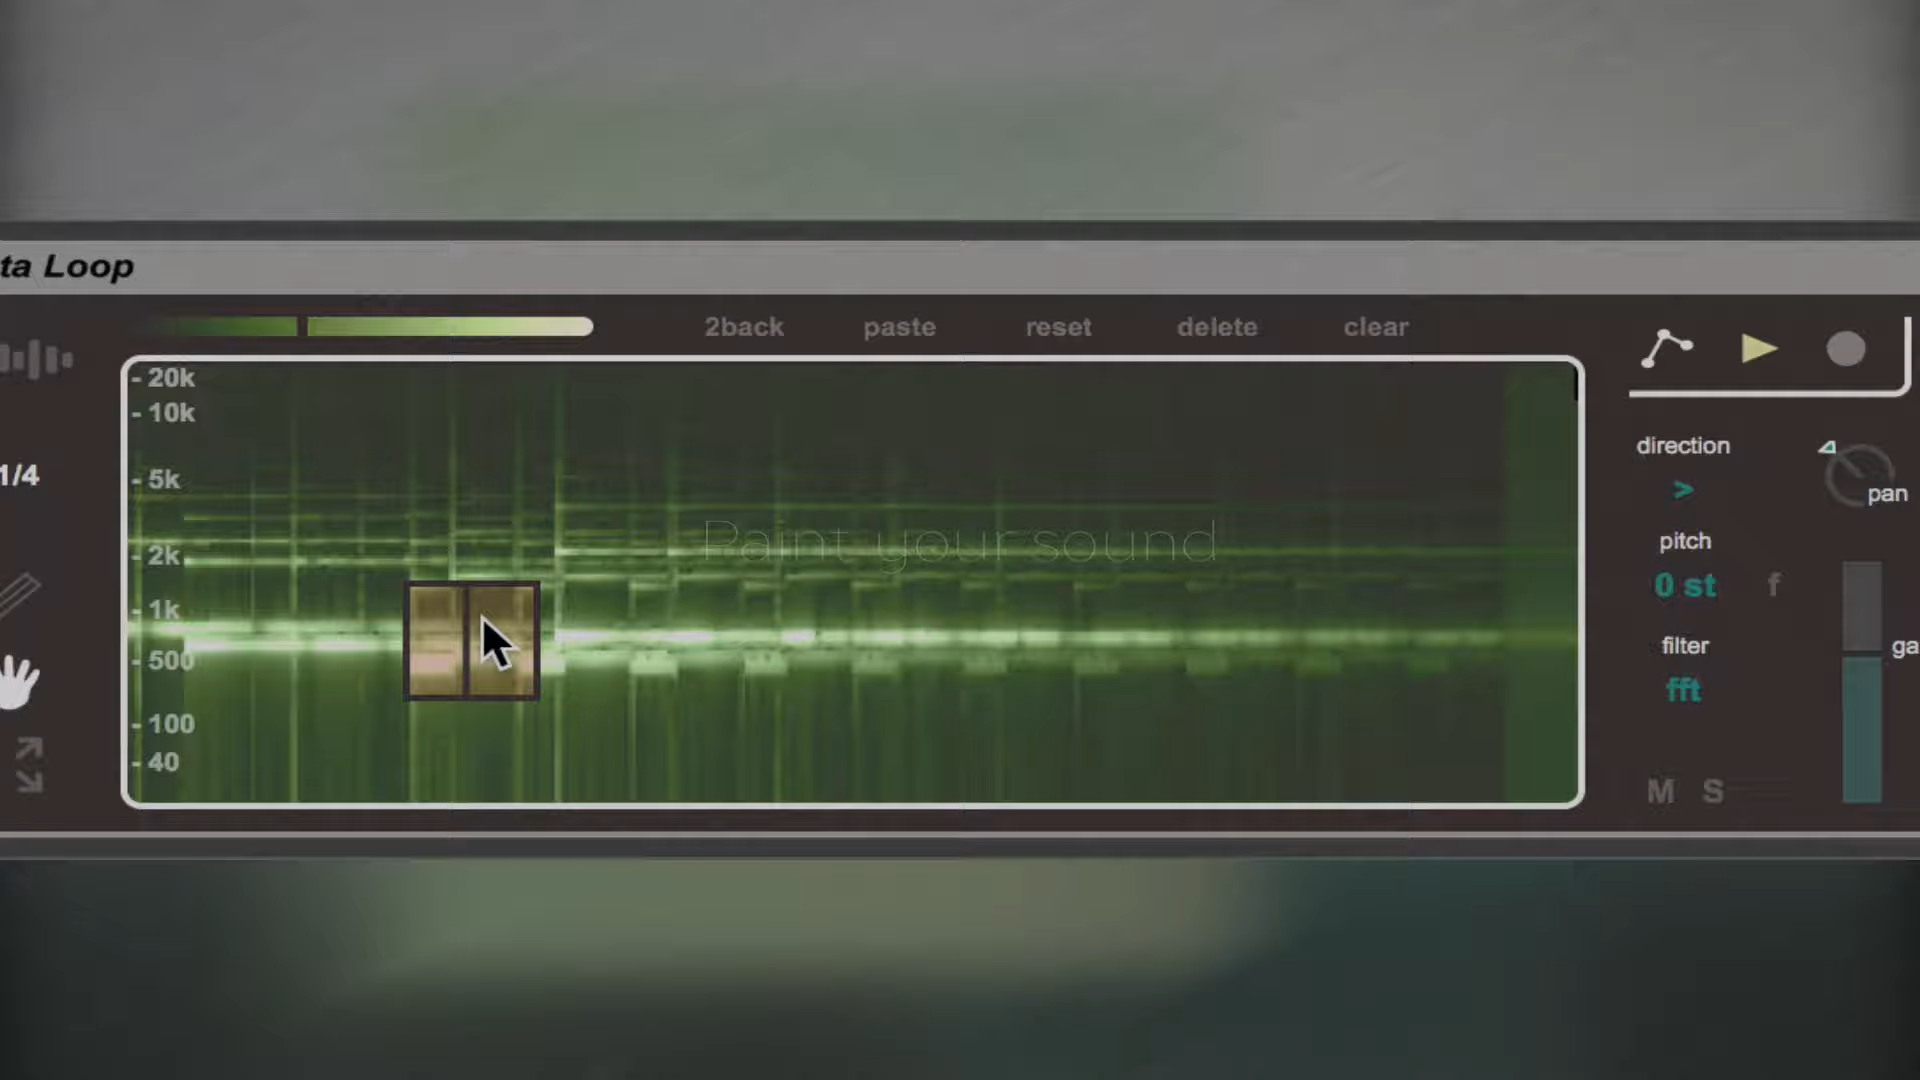 ta Loop
2back paste reset delete clear
- 20k
- 10k
- 5k
- 2k
- 1k
- 500
- 100
- 40
1/4
Paint your sound
direction
>
pan
pitch
0 st f
filter
fft
ga
M S